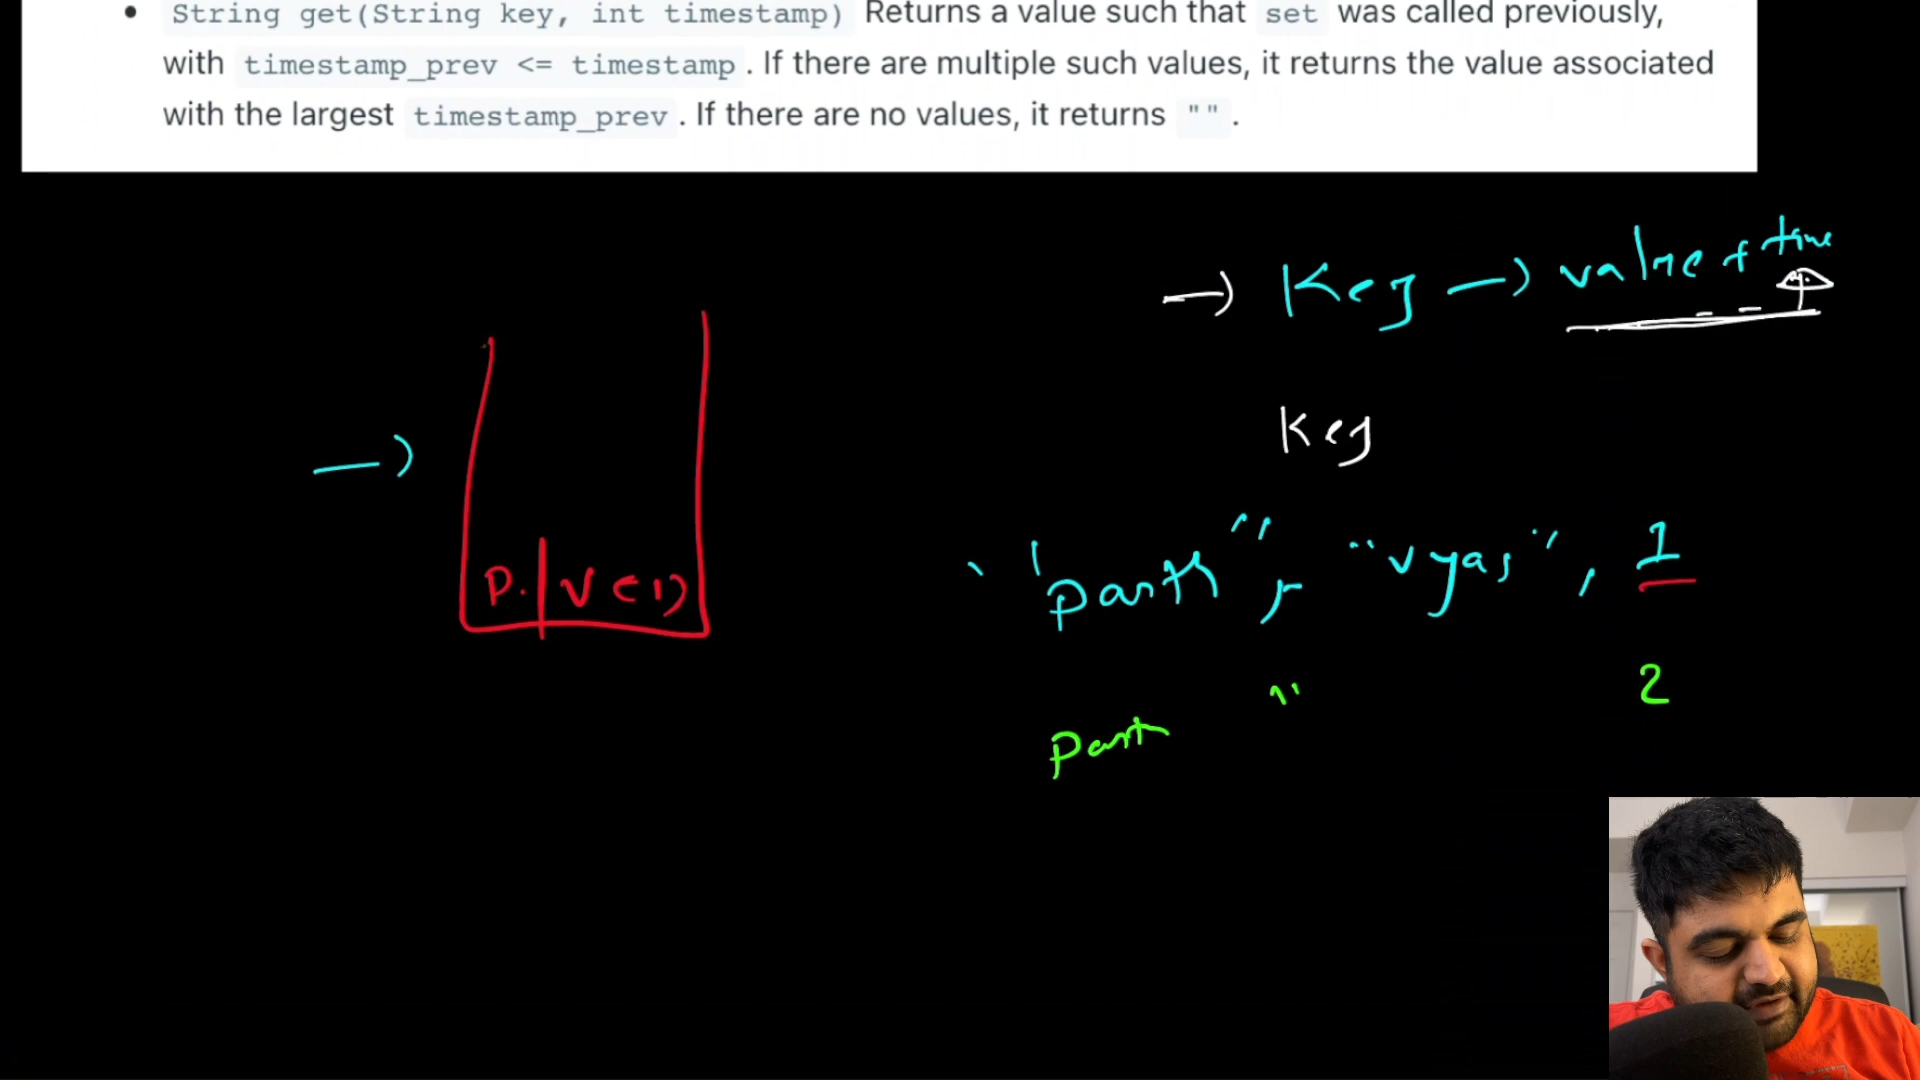 • String get(String key, int timestamp) Returns a value such that set was called previously,
with timestamp_prev <= timestamp. If there are multiple such values, it returns the value associated
with the largest timestamp_prev. If there are no values, it returns "".
→ Key → value + time
Key
"parth", "vyas", 1
P. | V (1)
"
2
Parth